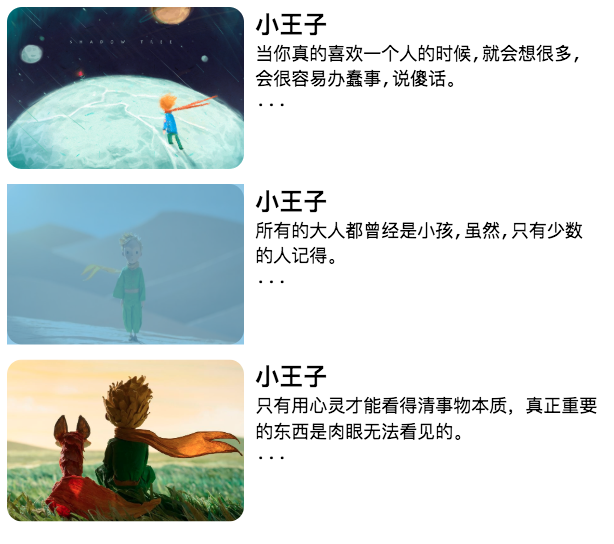 SHADOW TREE
小王子
当你真的喜欢一个人的时候,就会想很多,
会很容易办蠢事,说傻话。
...
小王子
所有的大人都曾经是小孩,虽然,只有少数
的人记得。
...
小王子
只有用心灵才能看得清事物本质，真正重要
的东西是肉眼无法看见的。
...